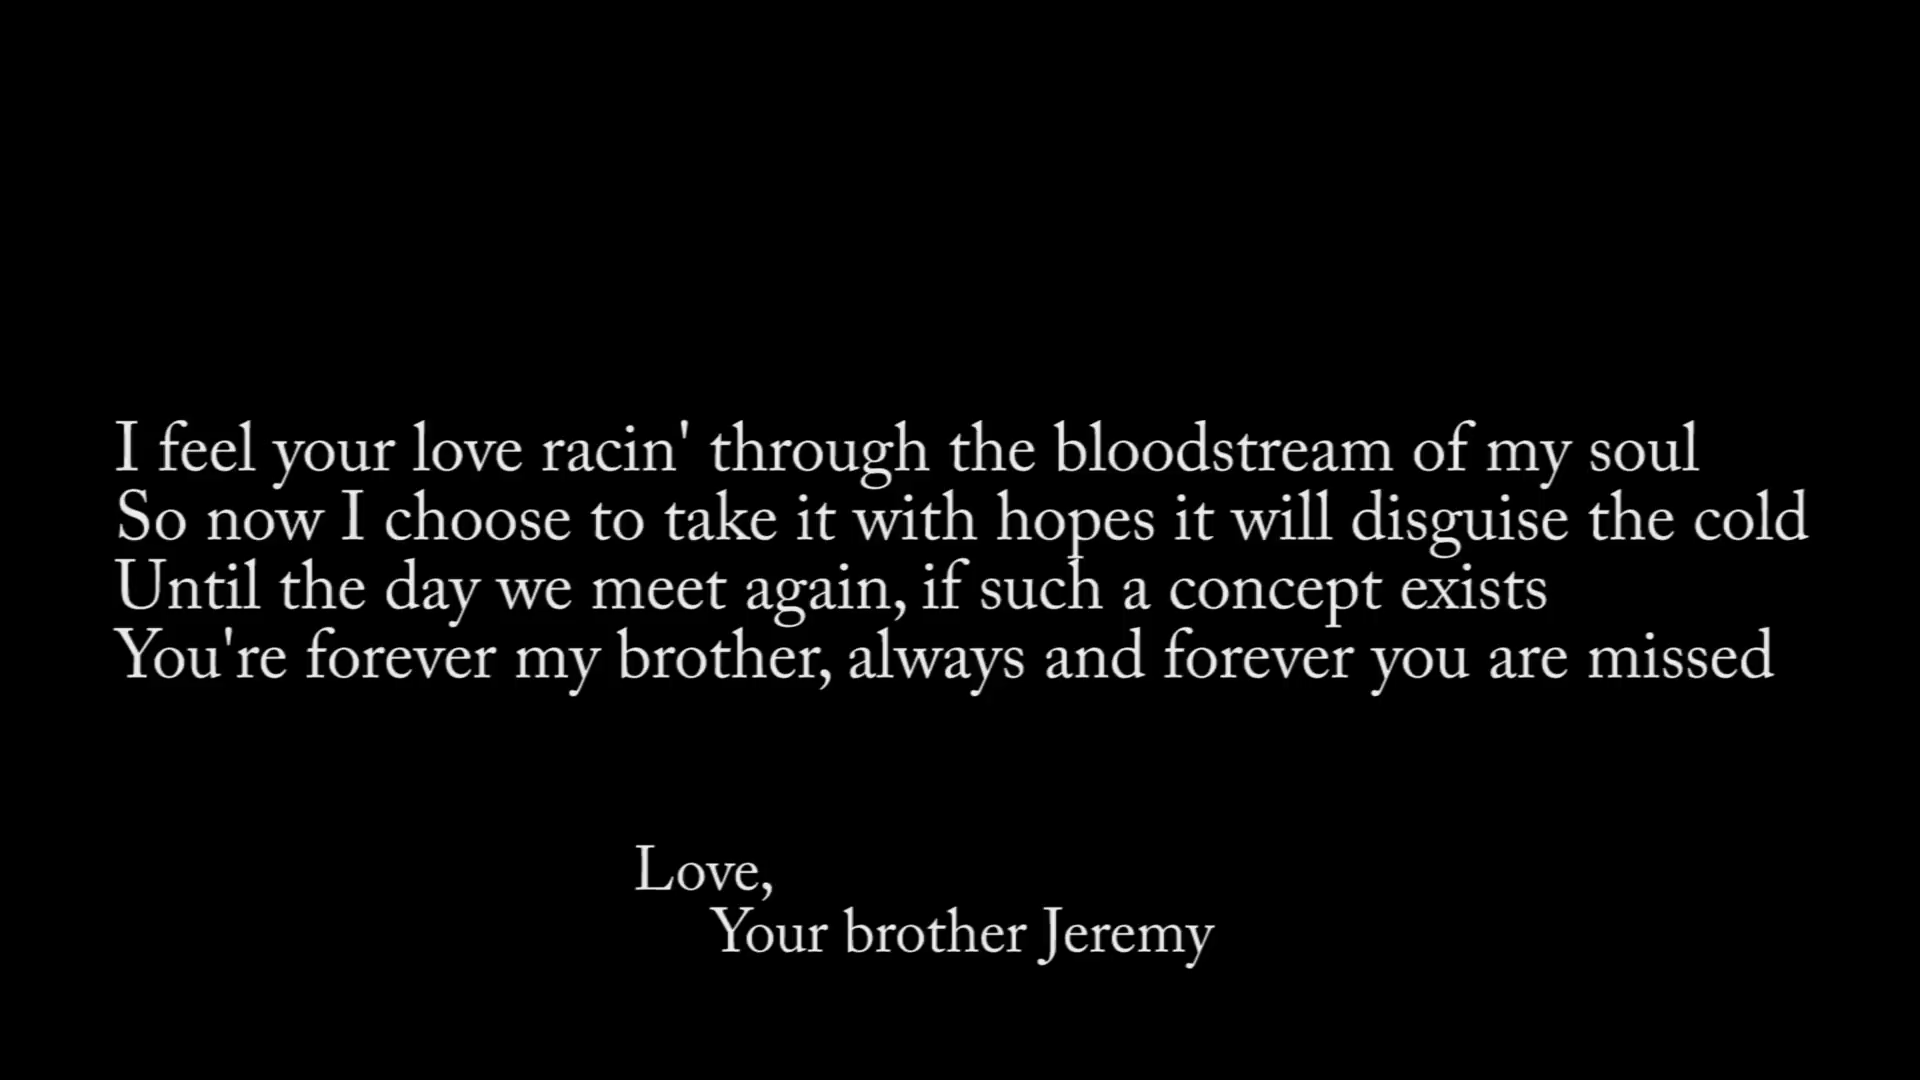 I feel your love racin' through the bloodstream of my soul
So now I choose to take it with hopes it will disguise the cold
Until the day we meet again, if such a concept exists
You're forever my brother, always and forever you are missed
Love,
Your brother Jeremy